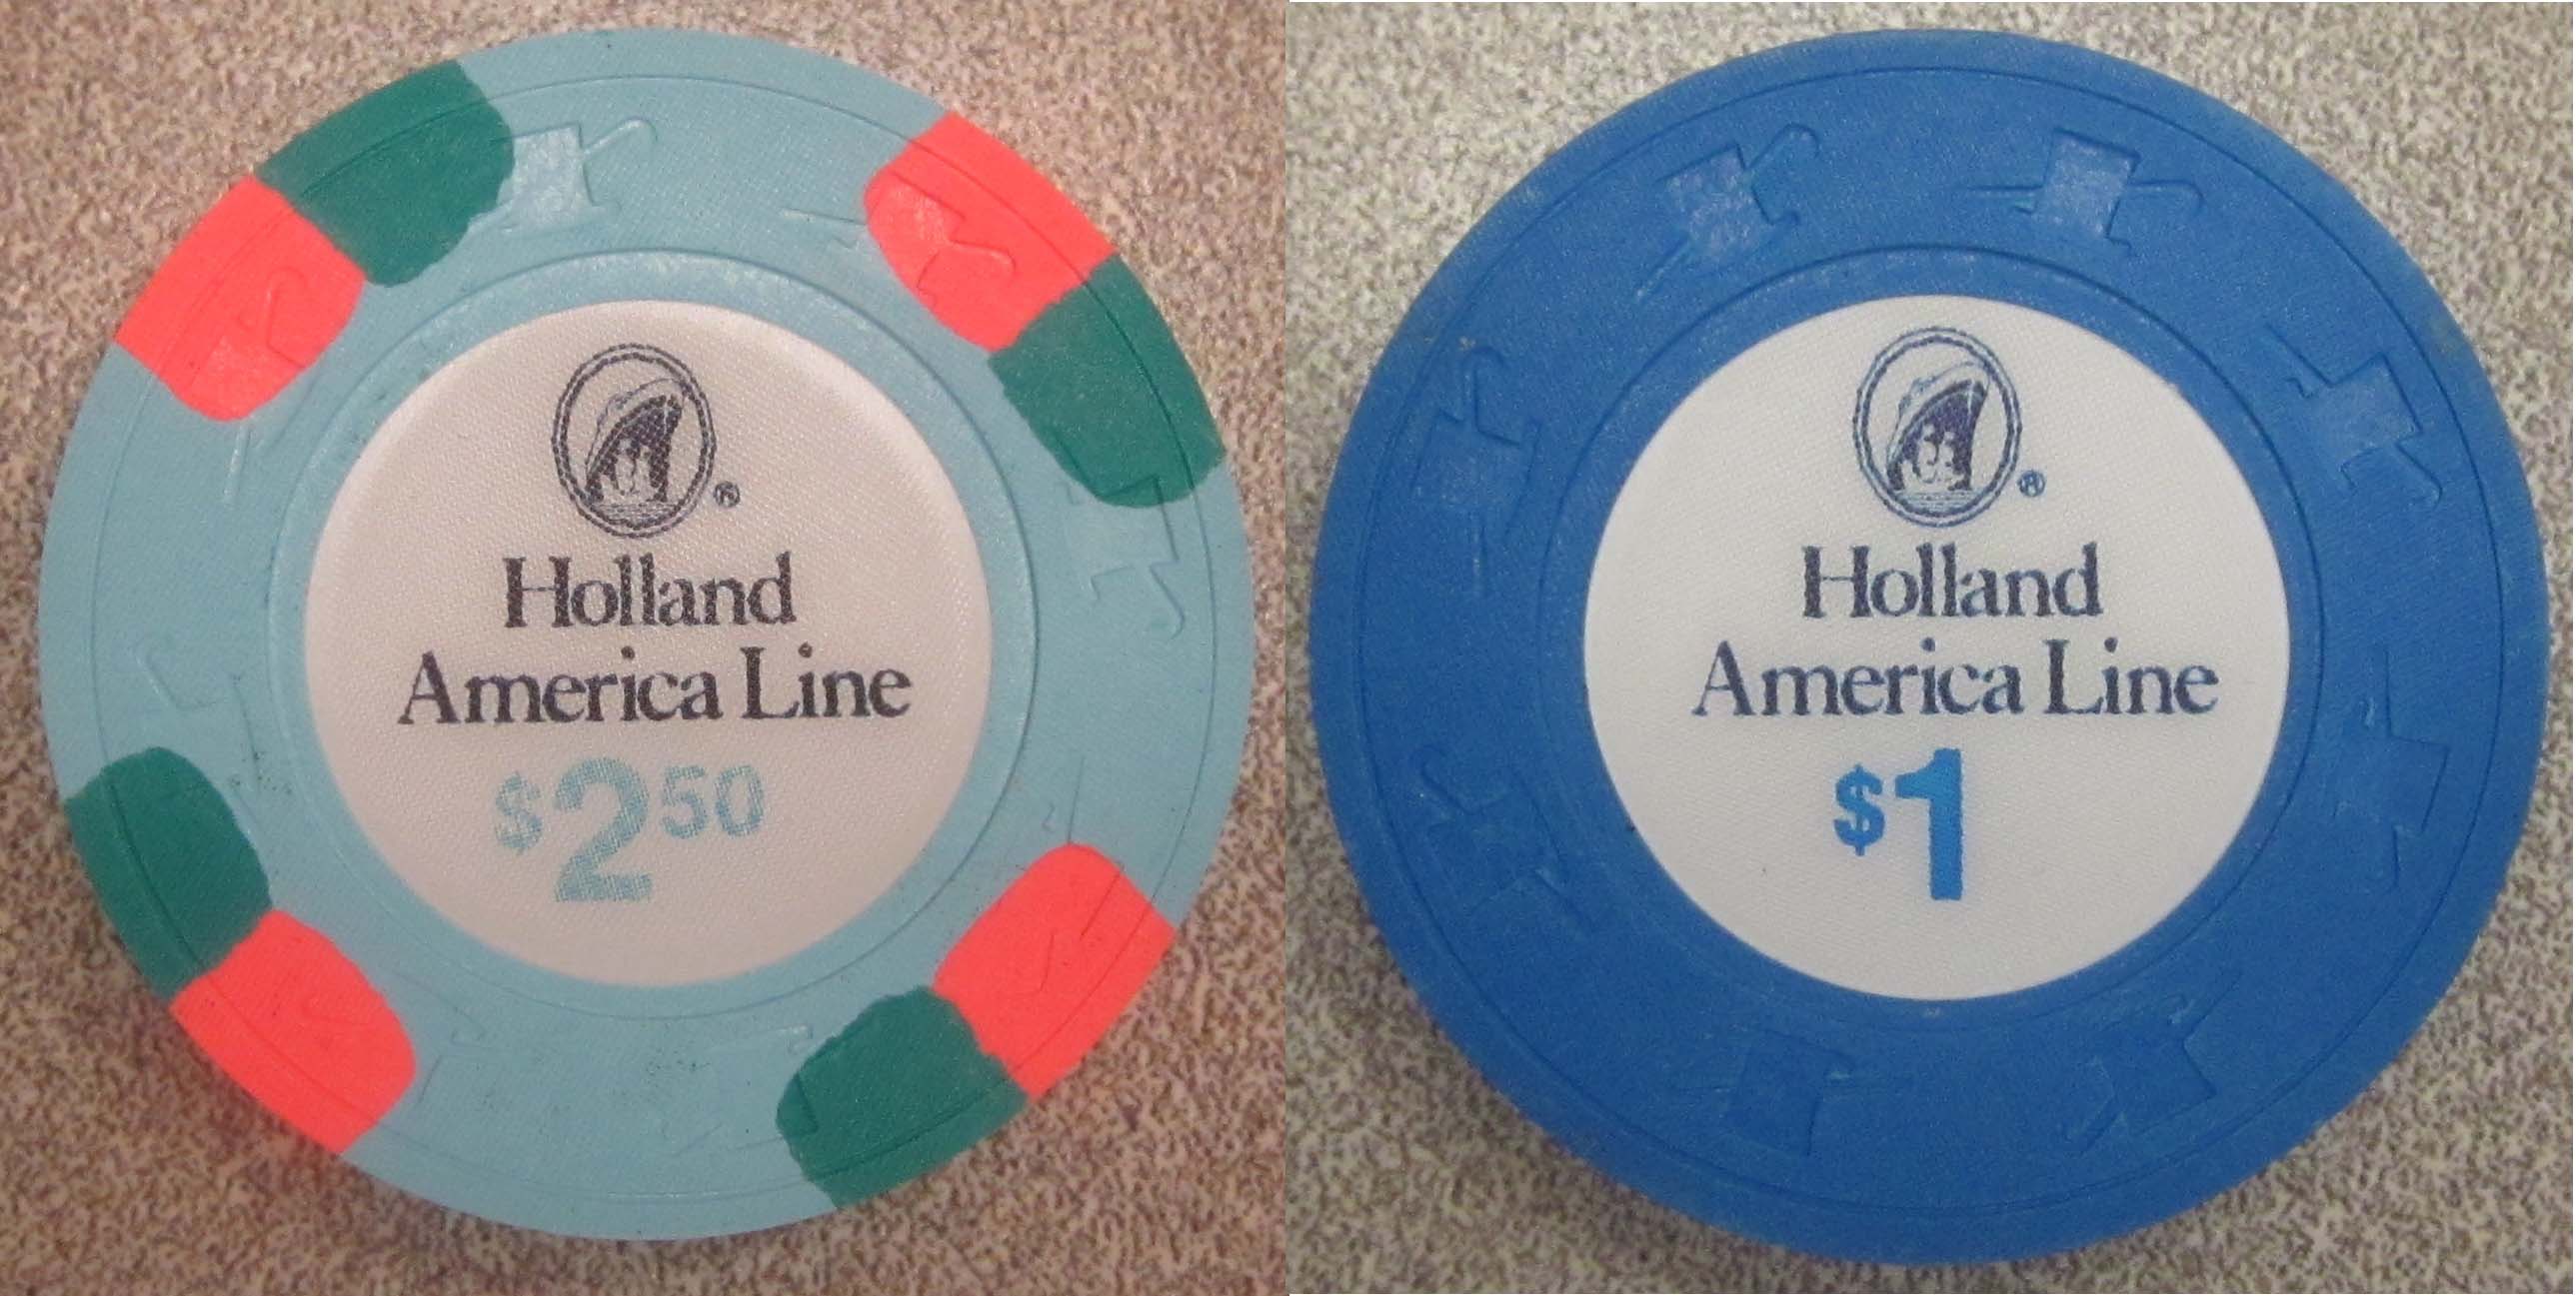 ®
Holland
America Line
$2 50
®
Holland
America Line
$1